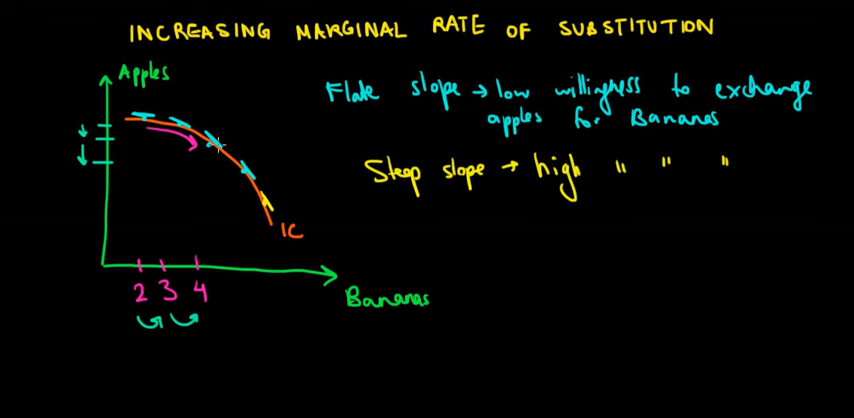 INCREASING MARGINAL RATE OF SUBSTITUTION
Apples
Flate slope → low willigness to exchange
apples for Bananas
Steep slope → high " " "
IC
2 3 4
Bananas